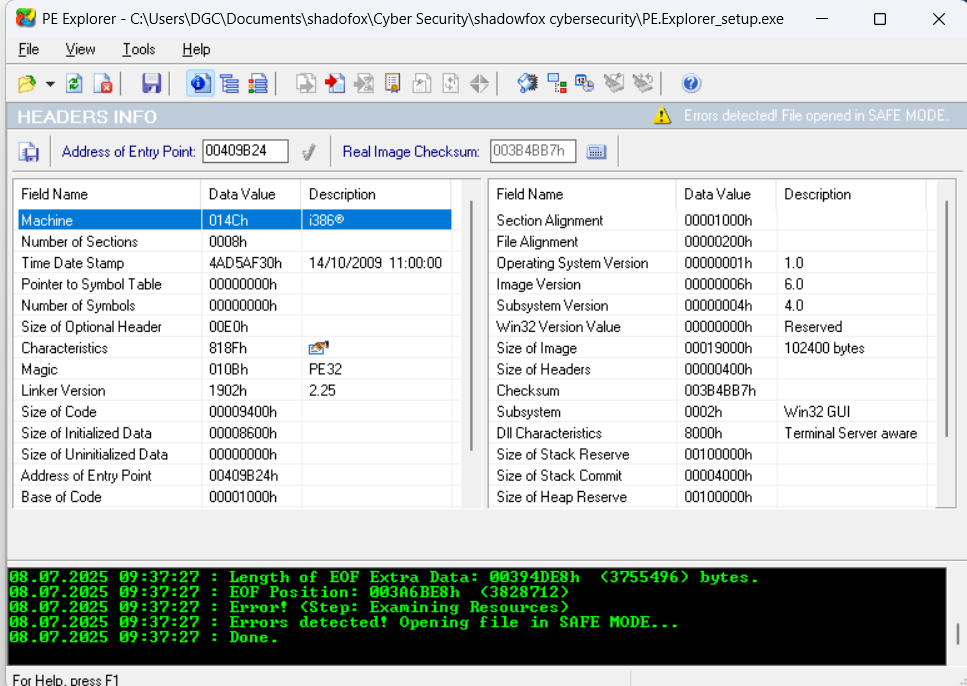 PE Explorer - C:\Users\DGC\Documents\shadofox\Cyber Security\shadowfox cybersecurity\PE.Explorer_setup.exe
File View Tools Help
HEADERS INFO Errors detected! File opened in SAFE MODE.
Address of Entry Point: 00409B24 Real Image Checksum: 003B4BB7h
Field Name Data Value Description
Machine 014Ch i386®
Number of Sections 0008h
Time Date Stamp 4AD5AF30h 14/10/2009 11:00:00
Pointer to Symbol Table 00000000h
Number of Symbols 00000000h
Size of Optional Header 00E0h
Characteristics 818Fh
Magic 010Bh PE32
Linker Version 1902h 2.25
Size of Code 00009400h
Size of Initialized Data 00008600h
Size of Uninitialized Data 00000000h
Address of Entry Point 00409B24h
Base of Code 00001000h
Field Name Data Value Description
Section Alignment 00001000h
File Alignment 00000200h
Operating System Version 00000001h 1.0
Image Version 00000006h 6.0
Subsystem Version 00000004h 4.0
Win32 Version Value 00000000h Reserved
Size of Image 00019000h 102400 bytes
Size of Headers 00000400h
Checksum 003B4BB7h
Subsystem 0002h Win32 GUI
Dll Characteristics 8000h Terminal Server aware
Size of Stack Reserve 00100000h
Size of Stack Commit 00004000h
Size of Heap Reserve 00100000h
08.07.2025 09:37:27 : Length of EOF Extra Data: 00394DE8h (3755496) bytes.
08.07.2025 09:37:27 : EOF Position: 003A6BE8h (3828712)
08.07.2025 09:37:27 : Error! (Step: Examining Resources)
08.07.2025 09:37:27 : Errors detected! Opening file in SAFE MODE...
08.07.2025 09:37:27 : Done.
For Help, press F1